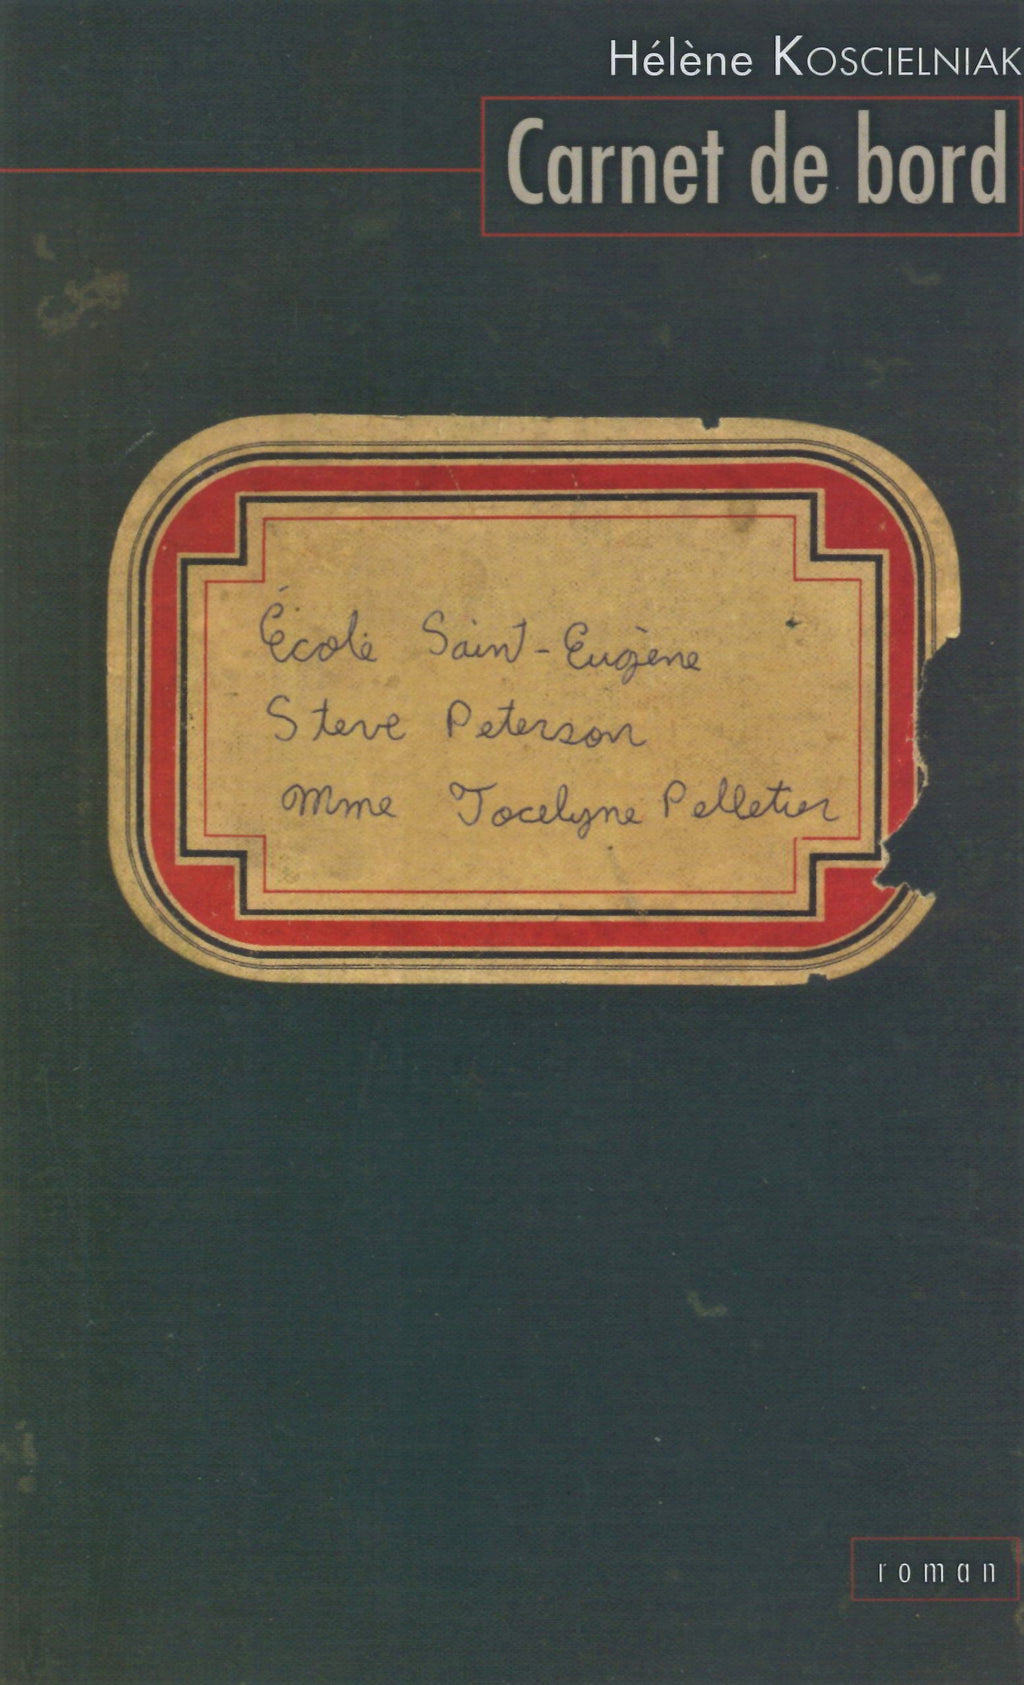 Hélène KOSCIELNIAK
Carnet de bord
École Saint-Eugène
Steve Peterson
Mme Jocelyne Pelletier
roman